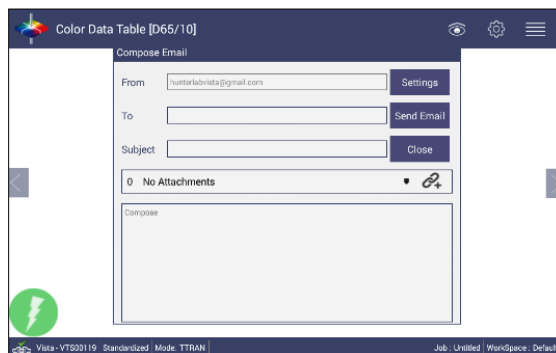 Color Data Table [D65/10]
Compose Email
From hunterlabvista@gmail.com Settings
To Send Email
Subject Close
0 No Attachments
Compose
Vista - VTS00119 Standardized Mode: TTRAN Job : Untitled WorkSpace : Defaul